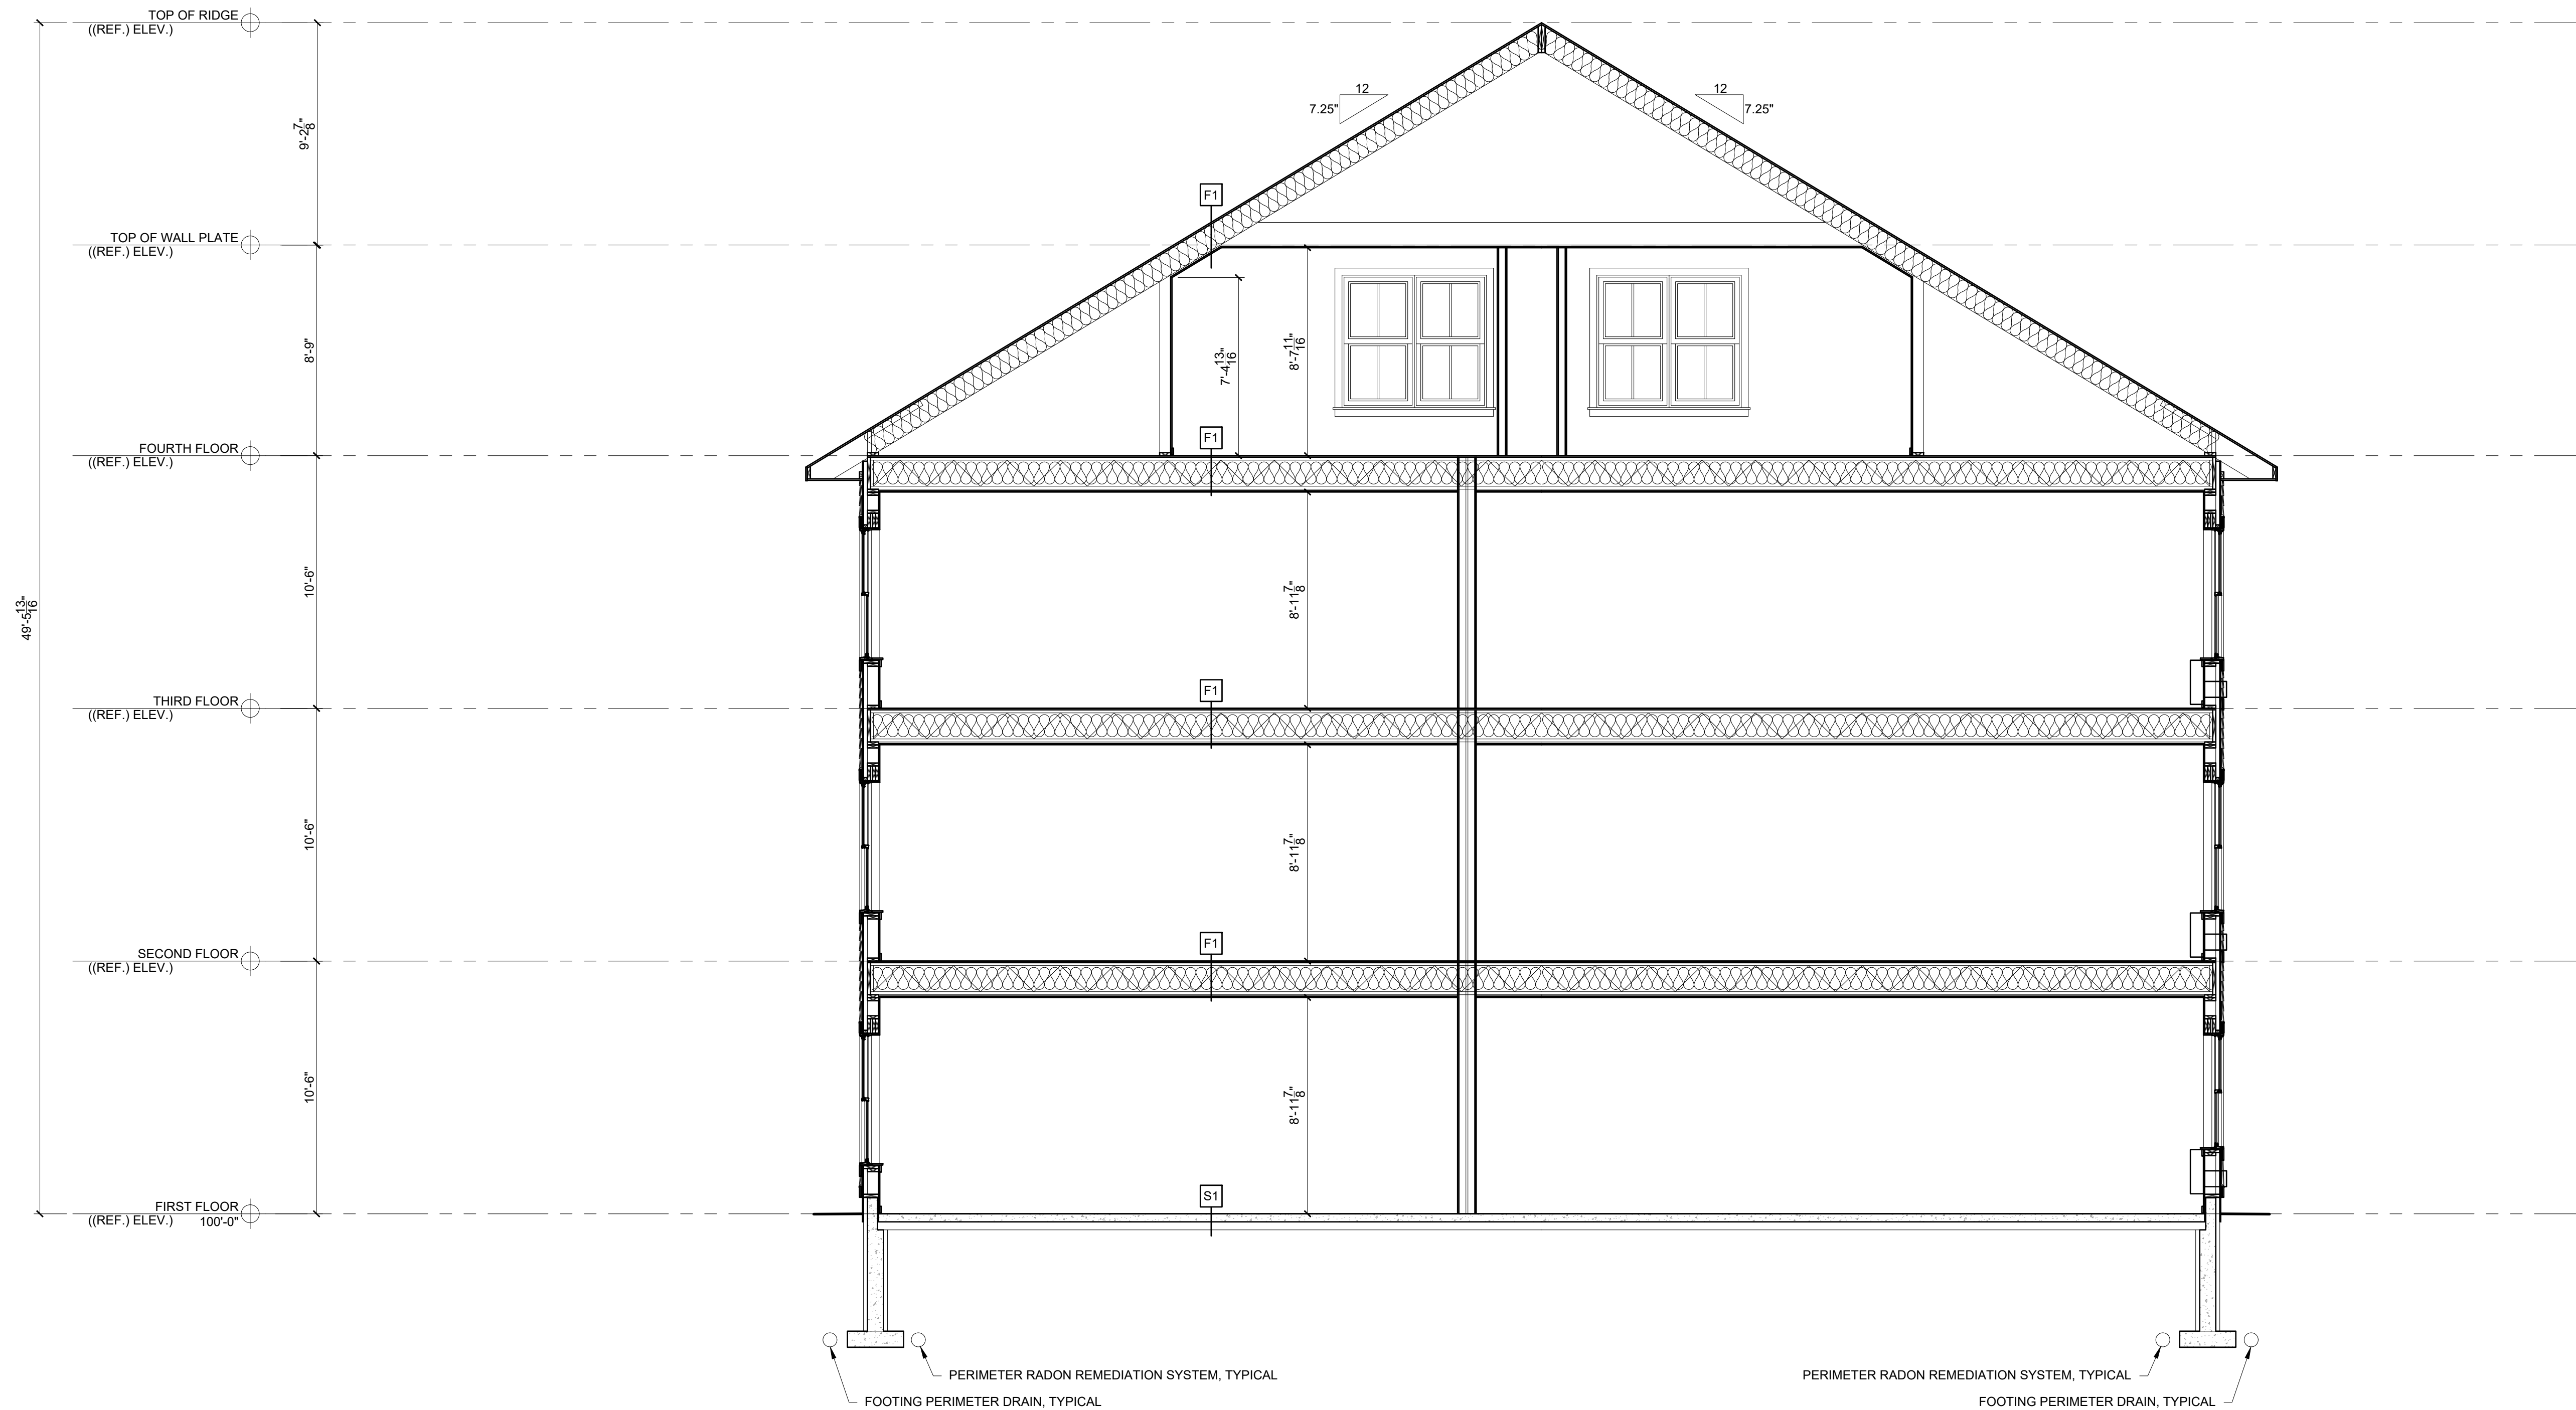 TOP OF RIDGE
((REF.) ELEV.)
12
7.25"
12
7.25"
9'-2 7/8"
F1
TOP OF WALL PLATE
((REF.) ELEV.)
8'-9"
7'-4 13/16"
8'-7 11/16"
FOURTH FLOOR
((REF.) ELEV.)
F1
49'-5 13/16"
10'-6"
8'-11 7/8"
THIRD FLOOR
((REF.) ELEV.)
F1
10'-6"
8'-11 7/8"
SECOND FLOOR
((REF.) ELEV.)
F1
10'-6"
8'-11 7/8"
FIRST FLOOR
((REF.) ELEV.) 100'-0"
S1
PERIMETER RADON REMEDIATION SYSTEM, TYPICAL
FOOTING PERIMETER DRAIN, TYPICAL
PERIMETER RADON REMEDIATION SYSTEM, TYPICAL
FOOTING PERIMETER DRAIN, TYPICAL